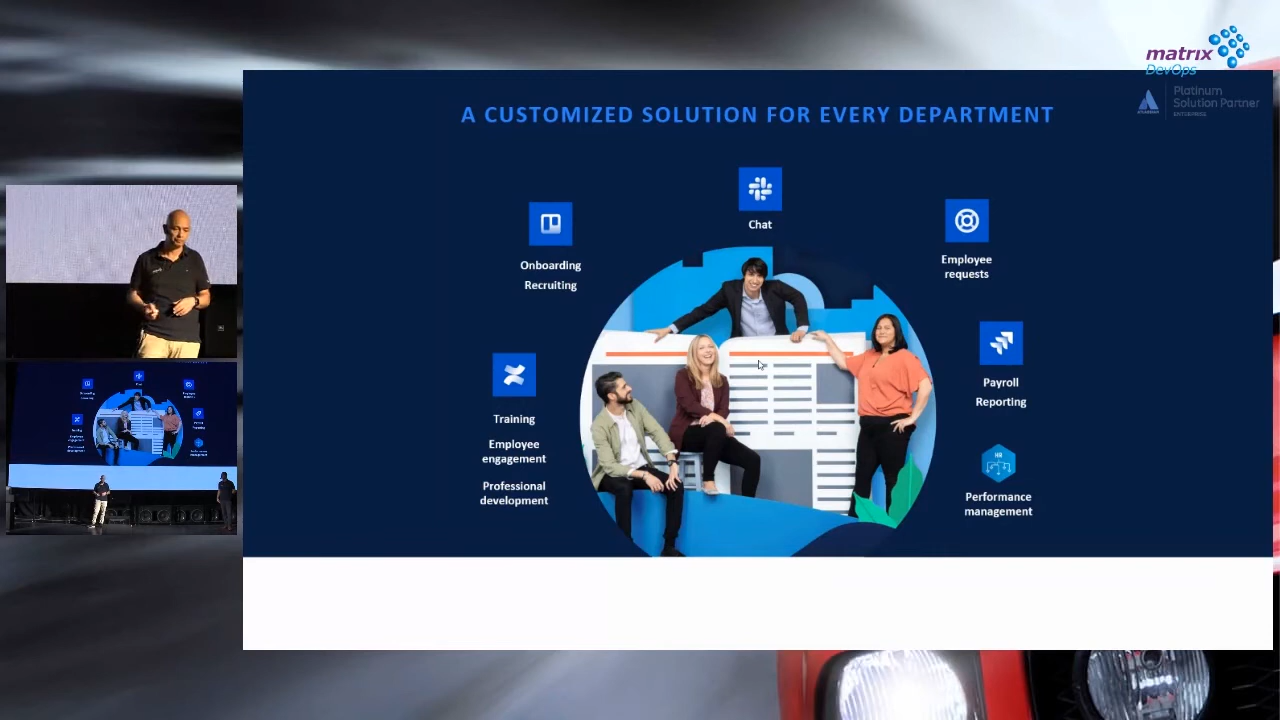 matrix
DevOps
Platinum
Solution Partner
ENTERPRISE
A CUSTOMIZED SOLUTION FOR EVERY DEPARTMENT
Chat
Onboarding
Recruiting
Employee
requests
Training
Employee
engagement
Professional
development
Payroll
Reporting
HR
Performance
management